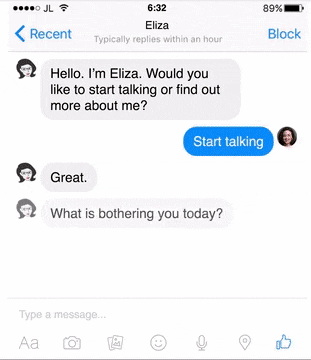 JL 6:32 89%
Recent Eliza Block
Typically replies within an hour
Hello. I'm Eliza. Would you
like to start talking or find out
more about me?
Start talking
Great.
What is bothering you today?
Type a message...
Aa